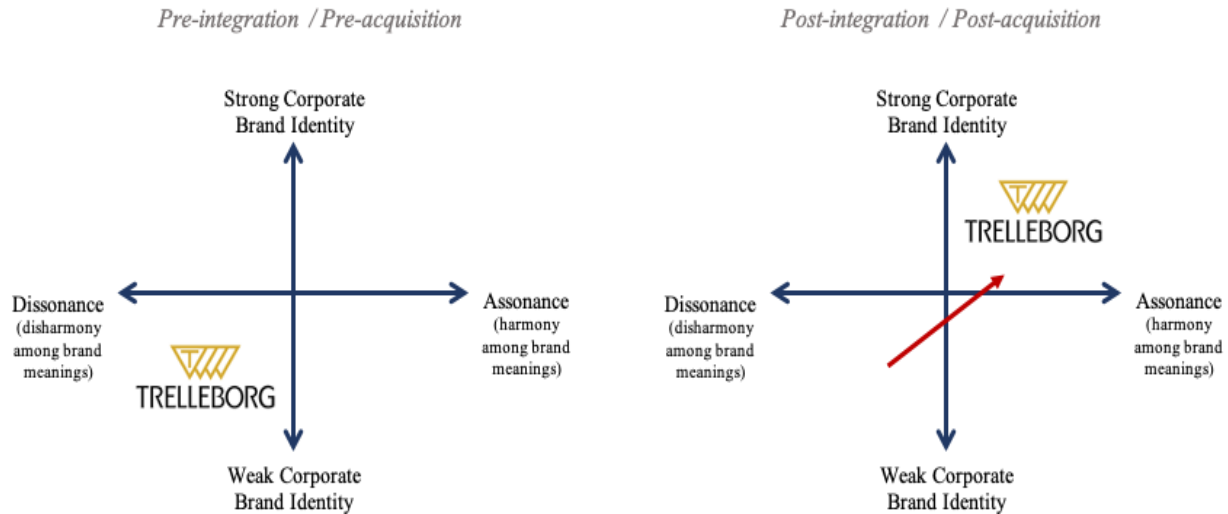 Pre-integration / Pre-acquisition
Strong Corporate
Brand Identity
Dissonance
(disharmony
among brand
meanings)
Assonance
(harmony
among brand
meanings)
T
TRELLEBORG
Weak Corporate
Brand Identity
Post-integration / Post-acquisition
Strong Corporate
Brand Identity
T
TRELLEBORG
Dissonance
(disharmony
among brand
meanings)
Assonance
(harmony
among brand
meanings)
Weak Corporate
Brand Identity